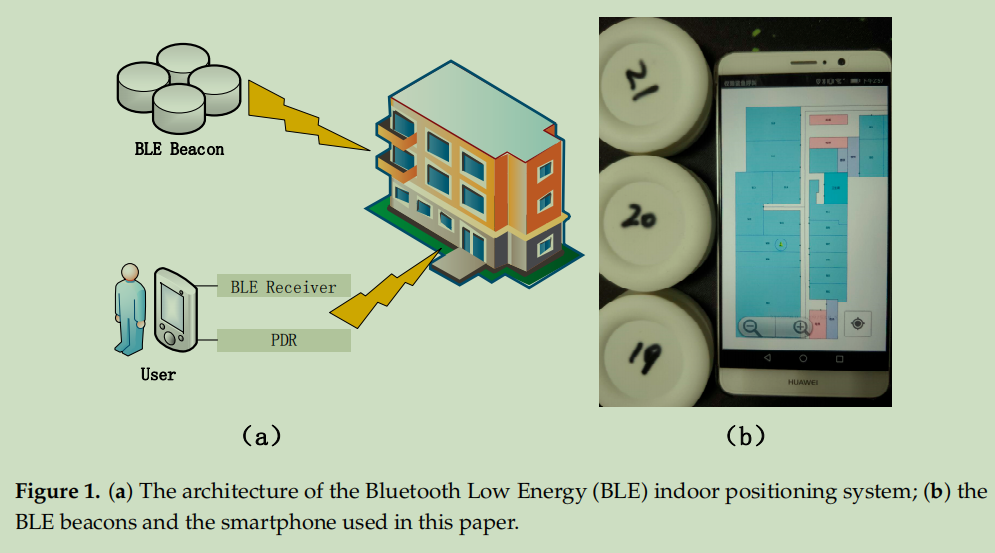 BLE Beacon
BLE Receiver
PDR
User
(a)
21
20
19
HUAWEI
(b)
Figure 1. (a) The architecture of the Bluetooth Low Energy (BLE) indoor positioning system; (b) the
BLE beacons and the smartphone used in this paper.